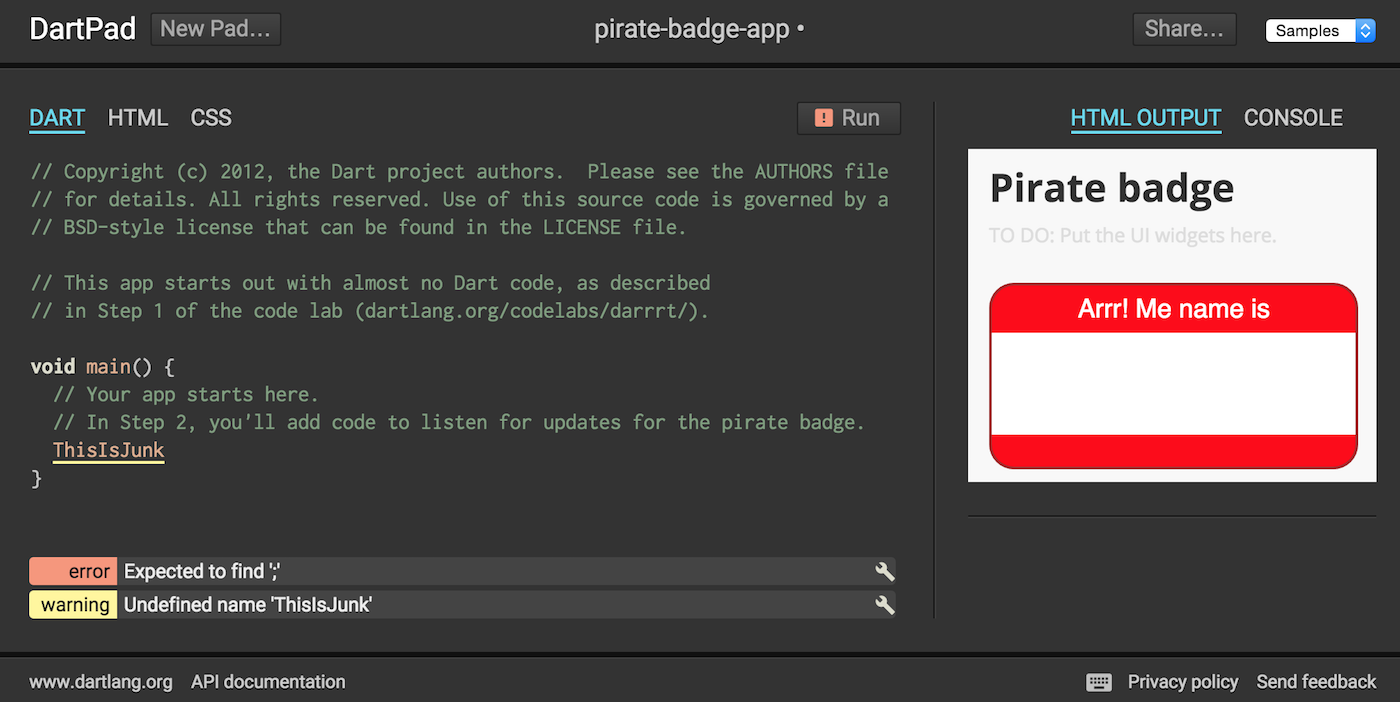 DartPad New Pad... pirate-badge-app • Share... Samples
DART HTML CSS ! Run
// Copyright (c) 2012, the Dart project authors.  Please see the AUTHORS file
// for details. All rights reserved. Use of this source code is governed by a
// BSD-style license that can be found in the LICENSE file.
// This app starts out with almost no Dart code, as described
// in Step 1 of the code lab (dartlang.org/codelabs/darrrt/).
void main() {
  // Your app starts here.
  // In Step 2, you'll add code to listen for updates for the pirate badge.
  ThisIsJunk
}
error Expected to find ';'
warning Undefined name 'ThisIsJunk'
HTML OUTPUT CONSOLE
Pirate badge
TO DO: Put the UI widgets here.
Arrr! Me name is
www.dartlang.org API documentation Privacy policy Send feedback